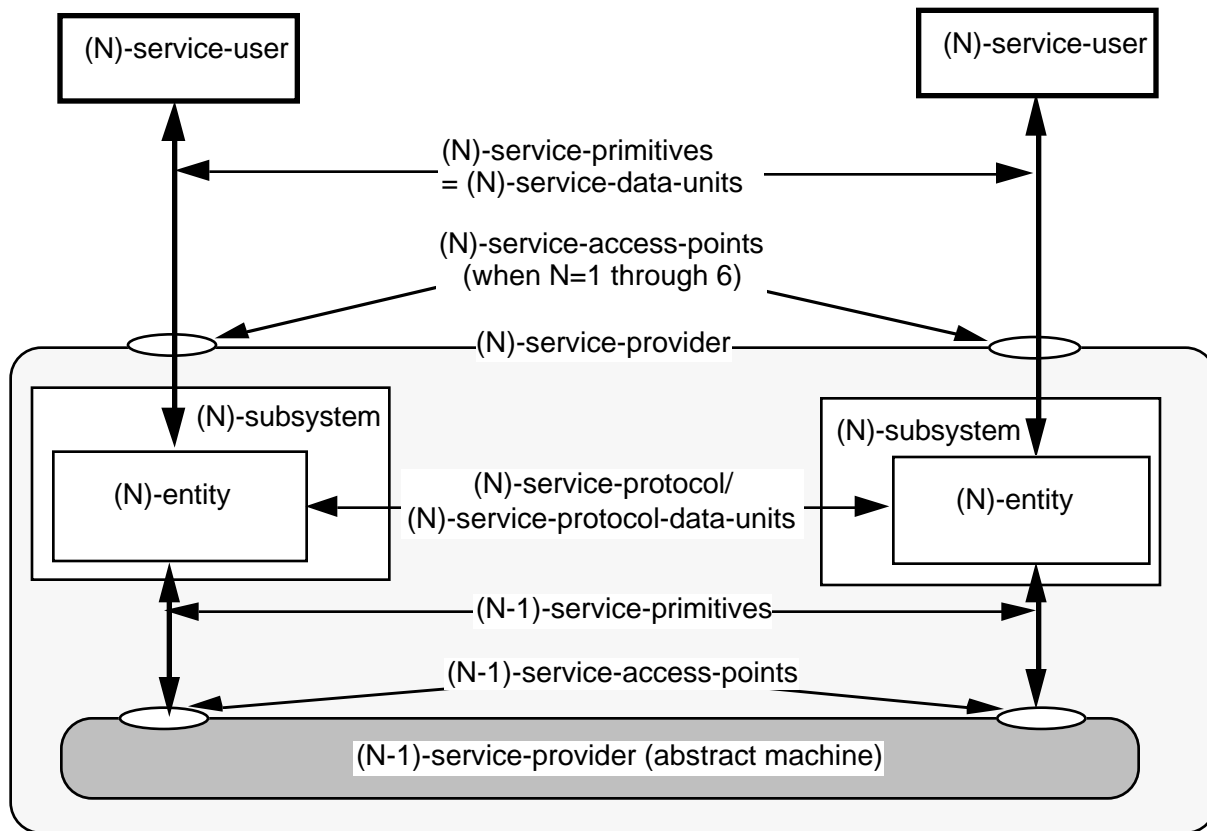 (N)-service-user
(N)-service-user
(N)-service-primitives
= (N)-service-data-units
(N)-service-access-points
(when N=1 through 6)
(N)-service-provider
(N)-subsystem
(N)-subsystem
(N)-entity
(N)-service-protocol/
(N)-service-protocol-data-units
(N)-entity
(N-1)-service-primitives
(N-1)-service-access-points
(N-1)-service-provider (abstract machine)